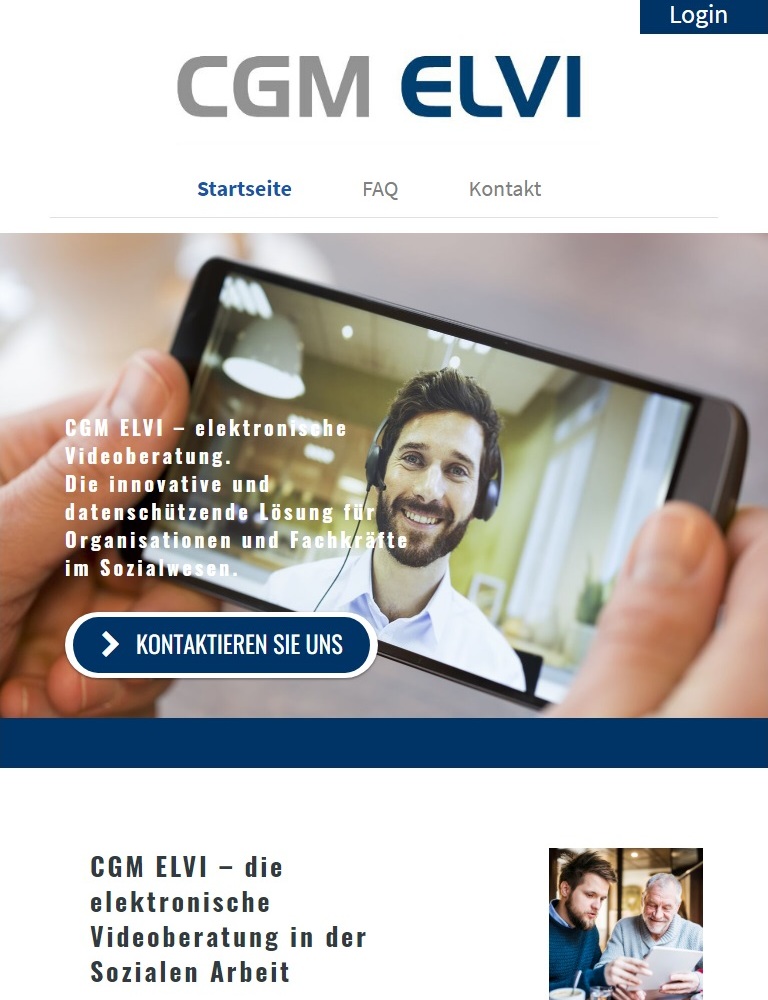 Login
CGM ELVI
Startseite FAQ Kontakt
CGM ELVI – elektronische
Videoberatung.
Die innovative und
datenschützende Lösung für
Organisationen und Fachkräfte
im Sozialwesen.
KONTAKTIEREN SIE UNS
CGM ELVI – die
elektronische
Videoberatung in der
Sozialen Arbeit